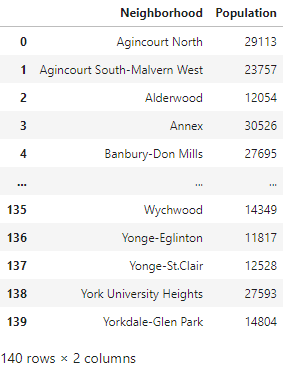 Neighborhood Population
0 Agincourt North 29113
1 Agincourt South-Malvern West 23757
2 Alderwood 12054
3 Annex 30526
4 Banbury-Don Mills 27695
... ... ...
135 Wychwood 14349
136 Yonge-Eglinton 11817
137 Yonge-St.Clair 12528
138 York University Heights 27593
139 Yorkdale-Glen Park 14804
140 rows × 2 columns